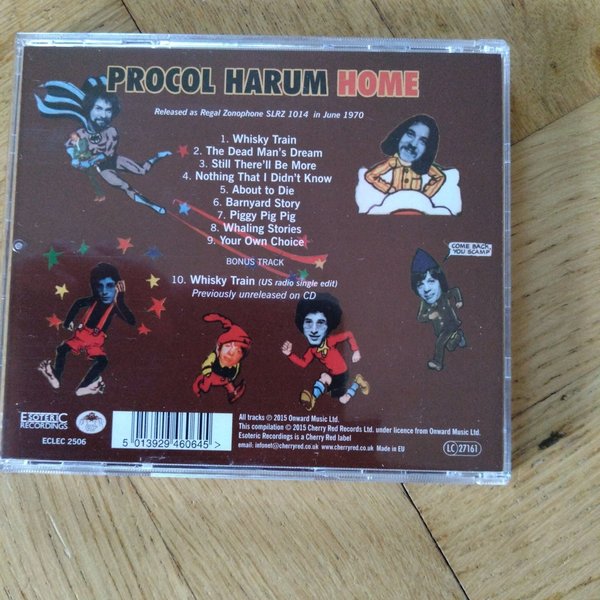 PROCOL HARUM HOME
Released as Regal Zonophone SLRZ 1014 in June 1970
1. Whisky Train
2. The Dead Man's Dream
3. Still There'll Be More
4. Nothing That I Didn't Know
5. About to Die
6. Barnyard Story
7. Piggy Pig Pig
8. Whaling Stories
9. Your Own Choice
BONUS TRACK
10. Whisky Train (US radio single edit)
Previously unreleased on CD
COME BACK,
YOU SCAMP
ESOTERIC
RECORDINGS
ECLEC 2506
5 013929 460645 >
All tracks ℗ 2015 Onward Music Ltd.
This compilation © 2015 Cherry Red Records Ltd. under licence from Onward Music Ltd.
Esoteric Recordings is a Cherry Red label
email: infonet@cherryred.co.uk www.cherryred.co.uk Made in EU
LC 27161